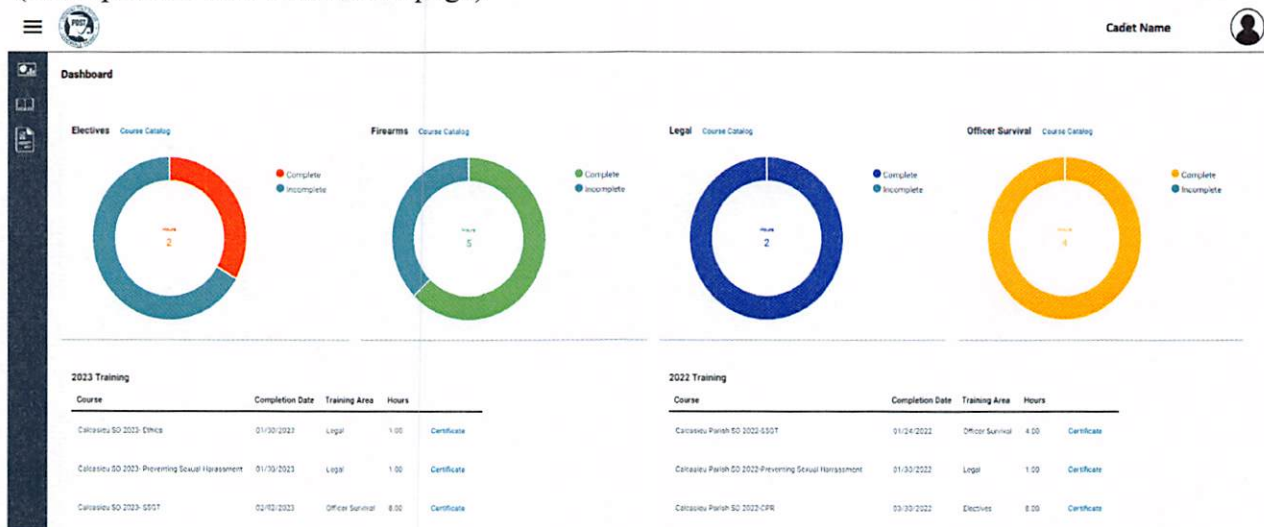 POST
Cadet Name
Dashboard
Electives Course Catalog
Complete
Incomplete
Hours
2
Firearms Course Catalog
Complete
Incomplete
Hours
5
Legal Course Catalog
Complete
Incomplete
Hours
2
Officer Survival Course Catalog
Complete
Incomplete
Hours
4
2023 Training
Course Completion Date Training Area Hours
Calcasieu SO 2023- Ethics 01/30/2023 Legal 1.00 Certificate
Calcasieu SO 2023- Preventing Sexual Harassment 01/30/2023 Legal 1.00 Certificate
Calcasieu SO 2023- SSGT 02/02/2023 Officer Survival 8.00 Certificate
2022 Training
Course Completion Date Training Area Hours
Calcasieu Parish SO 2022-SSGT 01/24/2022 Officer Survival 4.00 Certificate
Calcasieu Parish SO 2022-Preventing Sexual Harrassment 01/30/2022 Legal 1.00 Certificate
Calcasieu Parish SO 2022-CPR 03/30/2022 Electives 8.00 Certificate